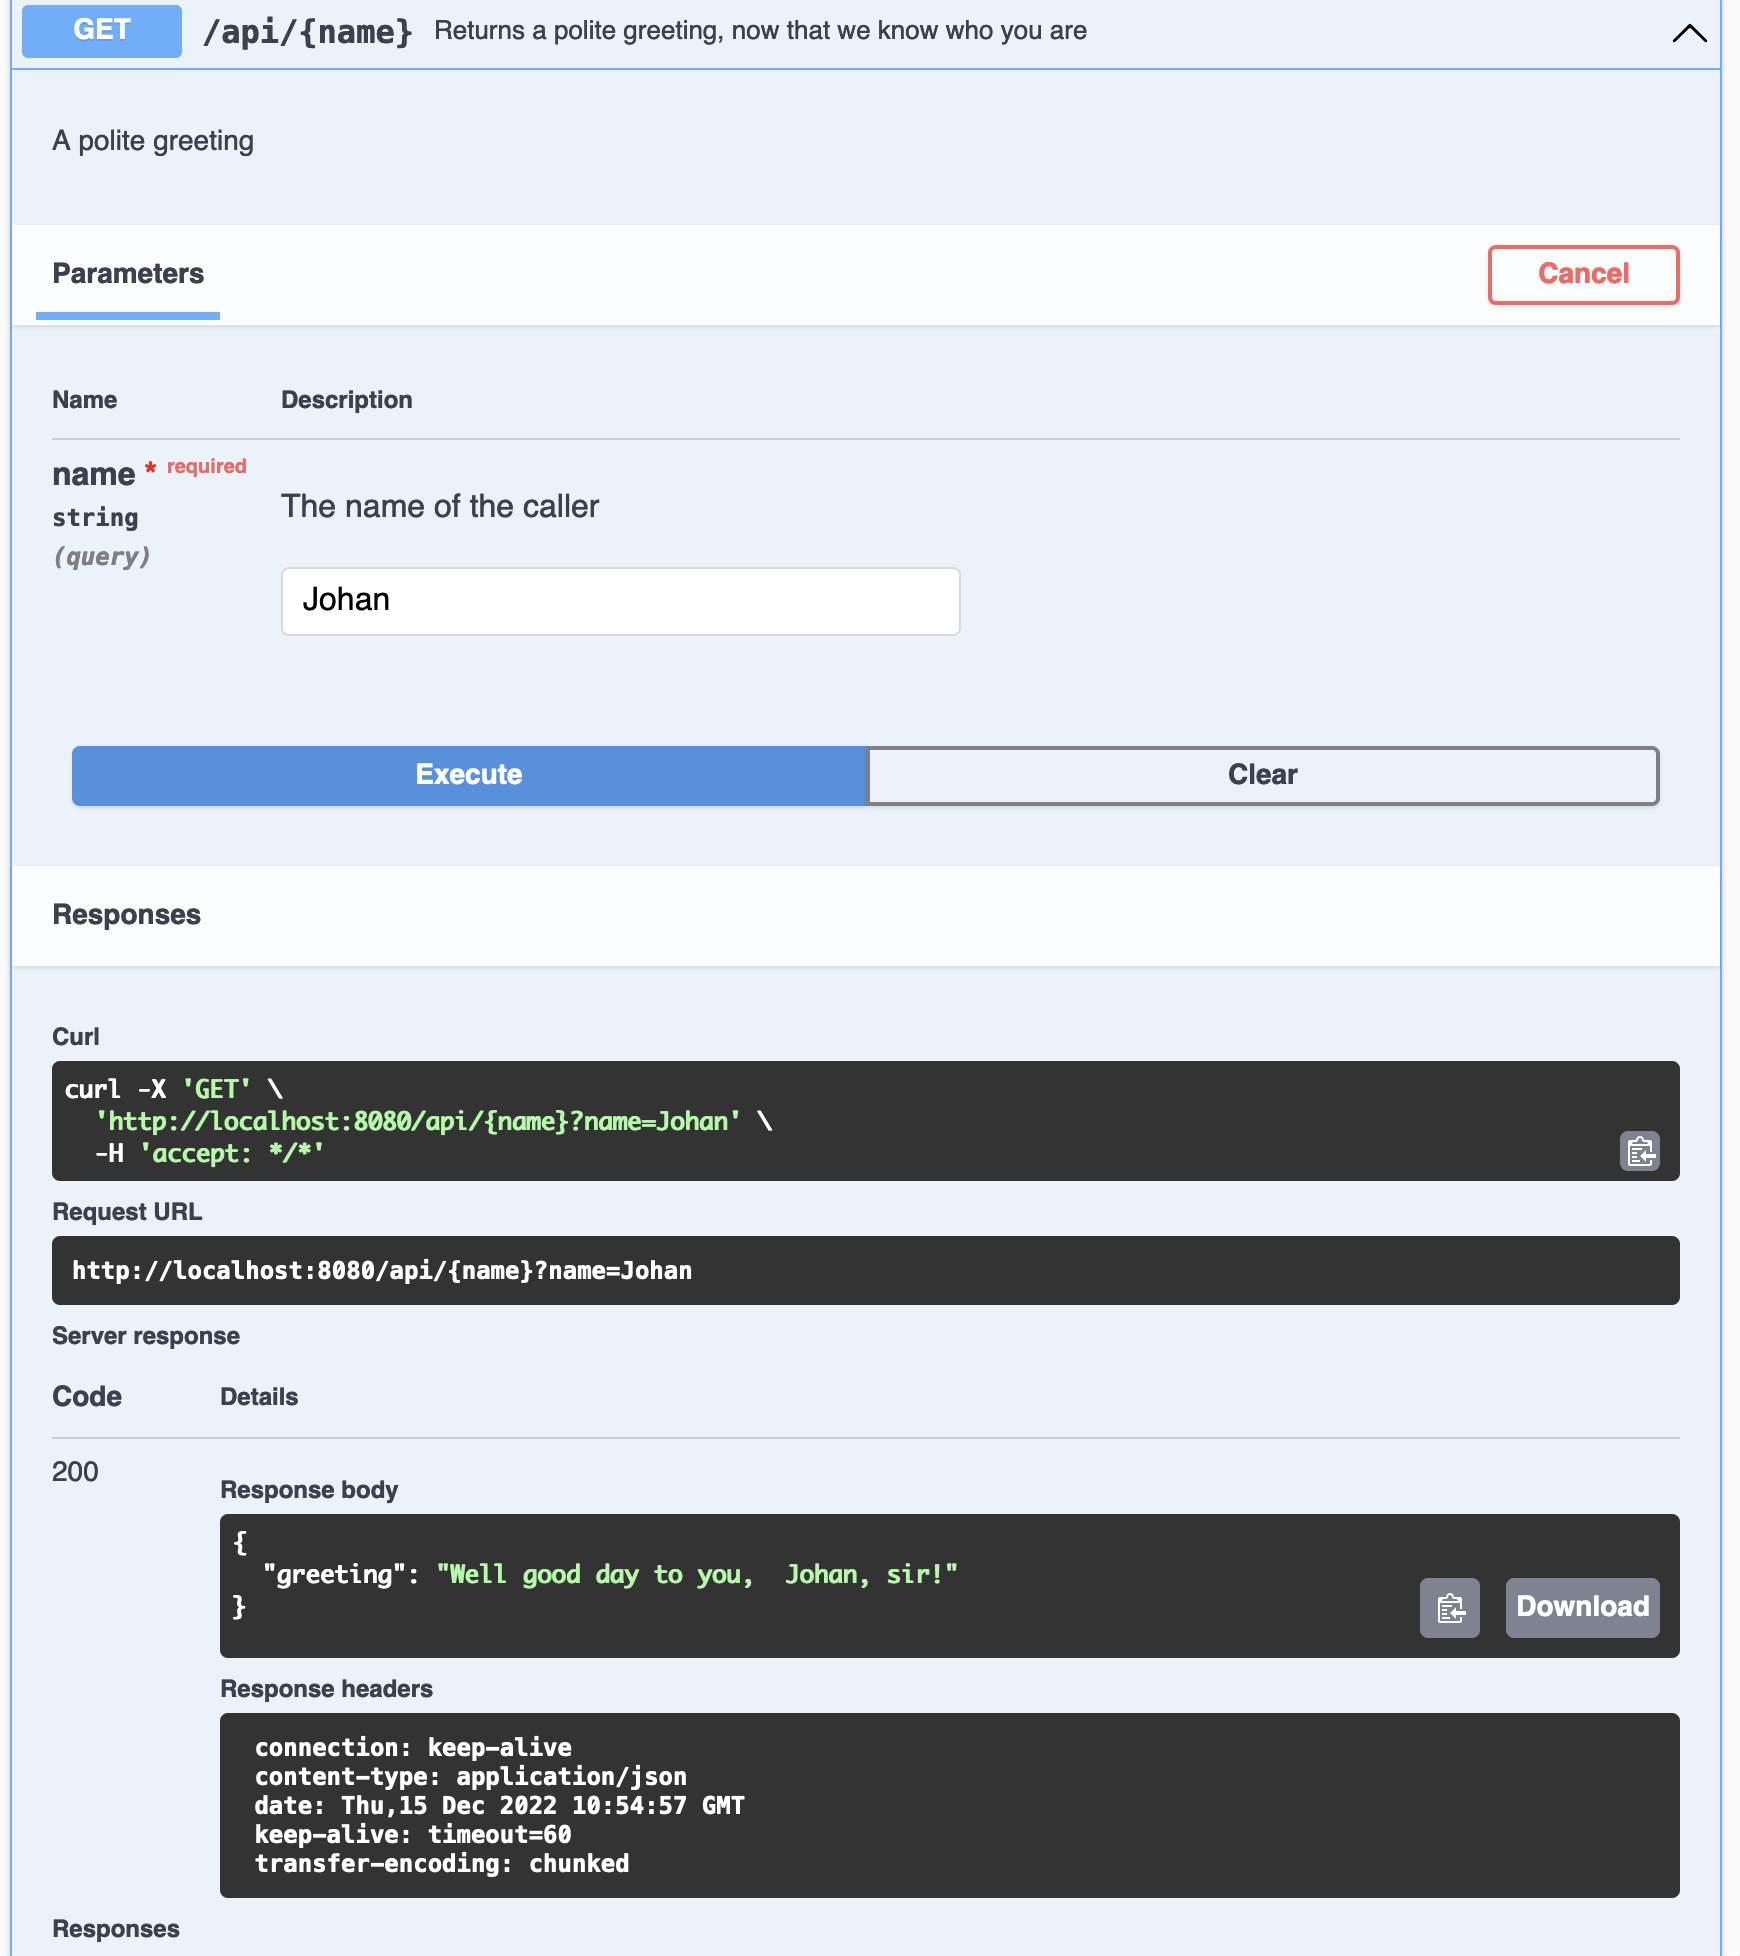 GET /api/{name} Returns a polite greeting, now that we know who you are
A polite greeting
Parameters Cancel
Name Description
name * required
string
(query)
The name of the caller
Johan
Execute Clear
Responses
Curl
curl -X 'GET' \
  'http://localhost:8080/api/{name}?name=Johan' \
  -H 'accept: */*'
Request URL
http://localhost:8080/api/{name}?name=Johan
Server response
Code Details
200
Response body
{
  "greeting": "Well good day to you,  Johan, sir!"
}
Download
Response headers
connection: keep-alive
content-type: application/json
date: Thu,15 Dec 2022 10:54:57 GMT
keep-alive: timeout=60
transfer-encoding: chunked
Responses